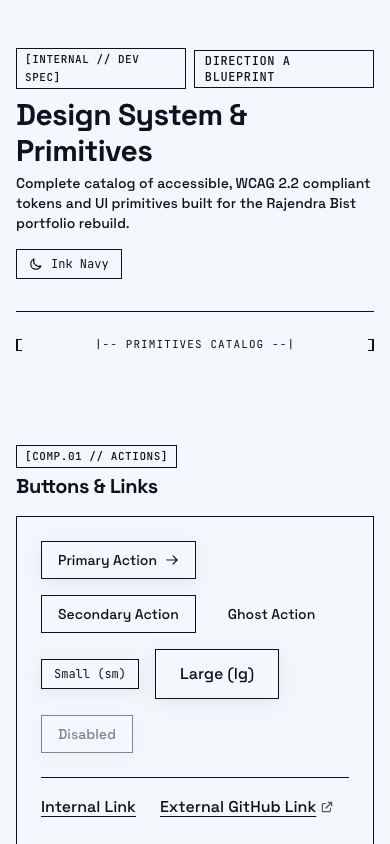 [INTERNAL // DEV
SPEC]
DIRECTION A
BLUEPRINT
Design System &
Primitives
Complete catalog of accessible, WCAG 2.2 compliant
tokens and UI primitives built for the Rajendra Bist
portfolio rebuild.
Ink Navy
|-- PRIMITIVES CATALOG --|
[COMP.01 // ACTIONS]
Buttons & Links
Primary Action →
Secondary Action
Ghost Action
Small (sm)
Large (lg)
Disabled
Internal Link
External GitHub Link